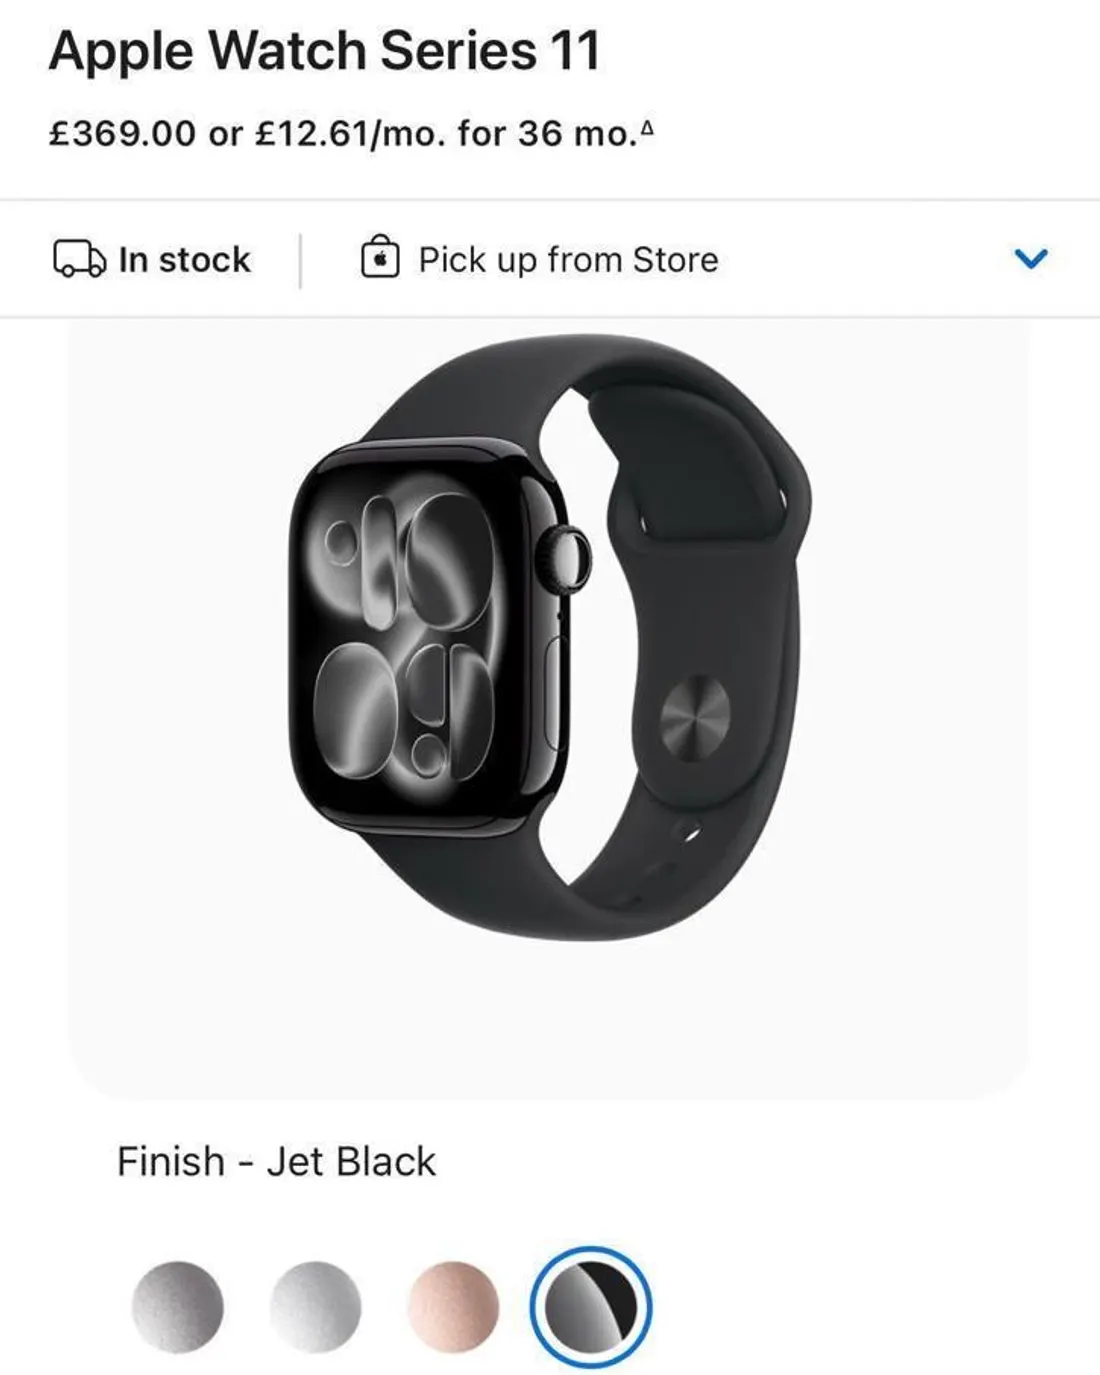 Apple Watch Series 11
£369.00 or £12.61/mo. for 36 mo.Δ
In stock
Pick up from Store
Finish - Jet Black